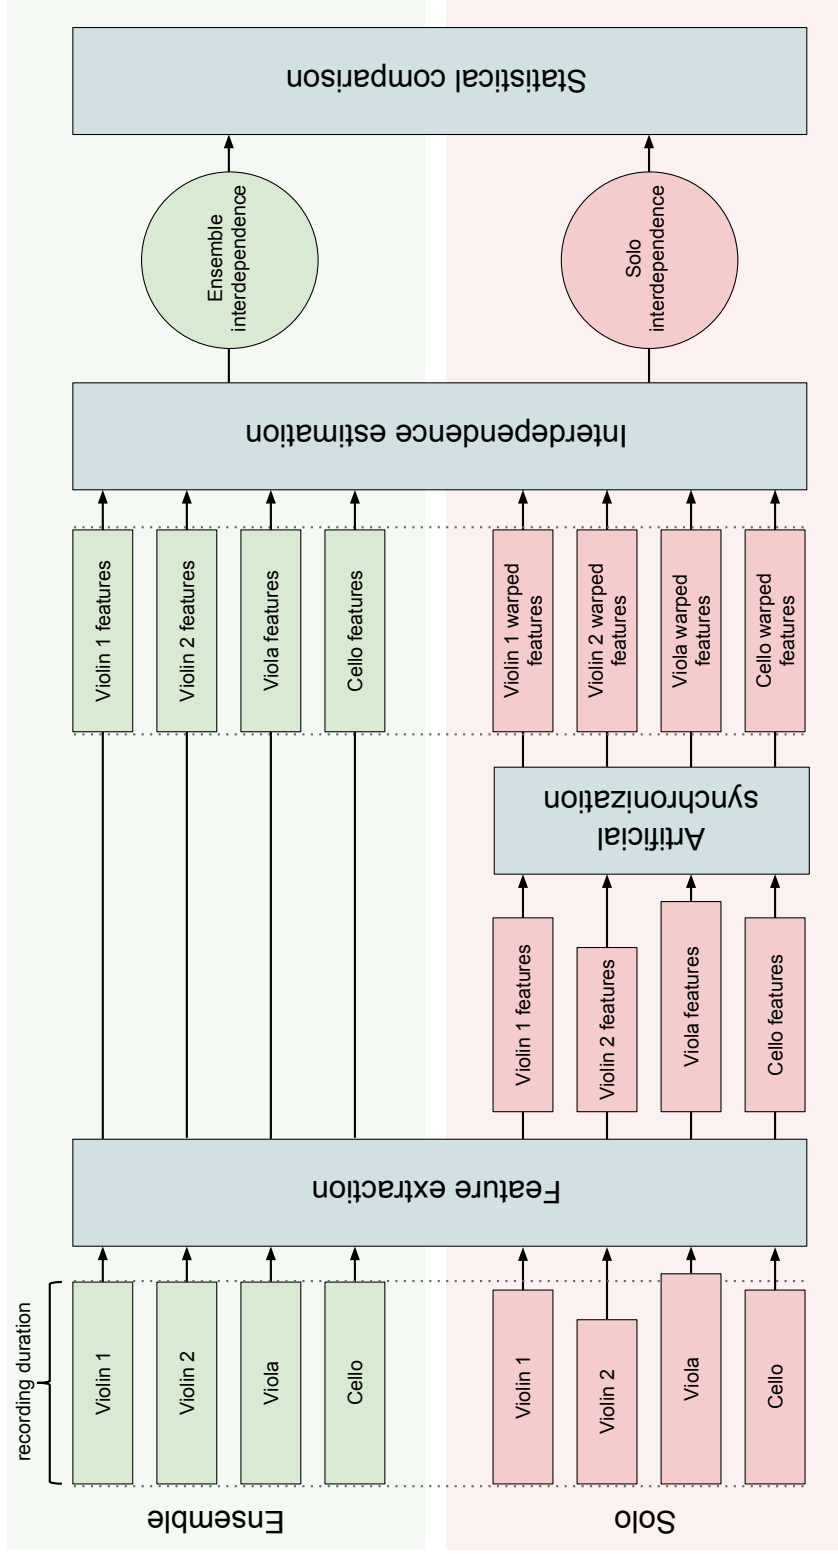 recording duration
Ensemble
Violin 1
Violin 2
Viola
Cello
Solo
Violin 1
Violin 2
Viola
Cello
Feature extraction
Violin 1 features
Violin 2 features
Viola features
Cello features
Artificial
synchronization
Violin 1 features
Violin 2 features
Viola features
Cello features
Violin 1 warped
features
Violin 2 warped
features
Viola warped
features
Cello warped
features
Interdependence estimation
Ensemble
interdependence
Solo
interdependence
Statistical comparison